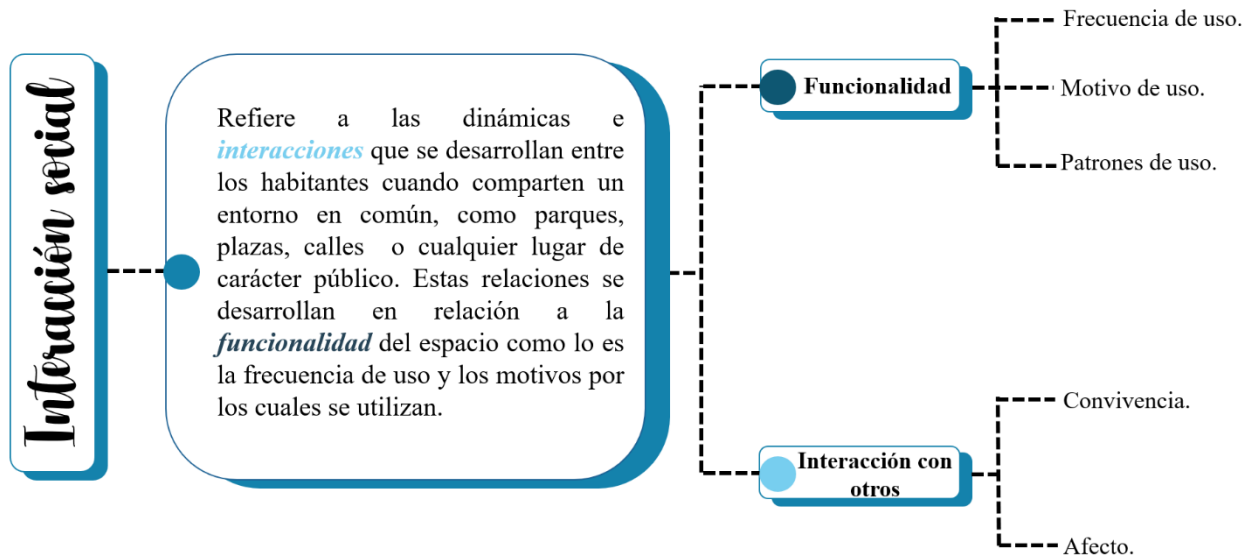 Interacción social
Refiere a las dinámicas e
interacciones que se desarrollan entre
los habitantes cuando comparten un
entorno en común, como parques,
plazas, calles o cualquier lugar de
carácter público. Estas relaciones se
desarrollan en relación a la
funcionalidad del espacio como lo es
la frecuencia de uso y los motivos por
los cuales se utilizan.
Funcionalidad
Frecuencia de uso.
Motivo de uso.
Patrones de uso.
Interacción con
otros
Convivencia.
Afecto.